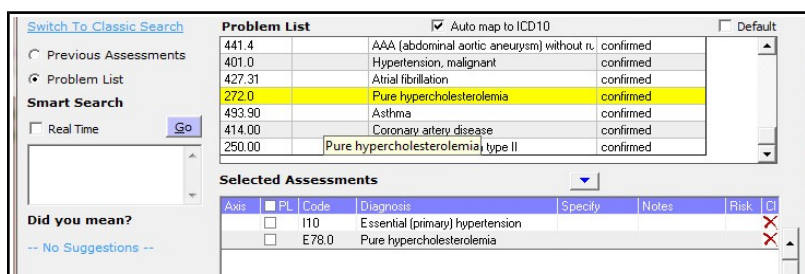 Switch To Classic Search
Previous Assessments
Problem List
Smart Search
Real Time
Go
Did you mean?
-- No Suggestions --
Problem List
Auto map to ICD10
Default
441.4 AAA (abdominal aortic aneurysm) without ru confirmed
401.0 Hypertension, malignant confirmed
427.31 Atrial fibrillation confirmed
272.0 Pure hypercholesterolemia confirmed
493.90 Asthma confirmed
414.00 Coronary artery disease confirmed
250.00 type II confirmed
Pure hypercholesterolemia
Selected Assessments
Axis PL Code Diagnosis Specify Notes Risk Cl
I10 Essential (primary) hypertension
E78.0 Pure hypercholesterolemia